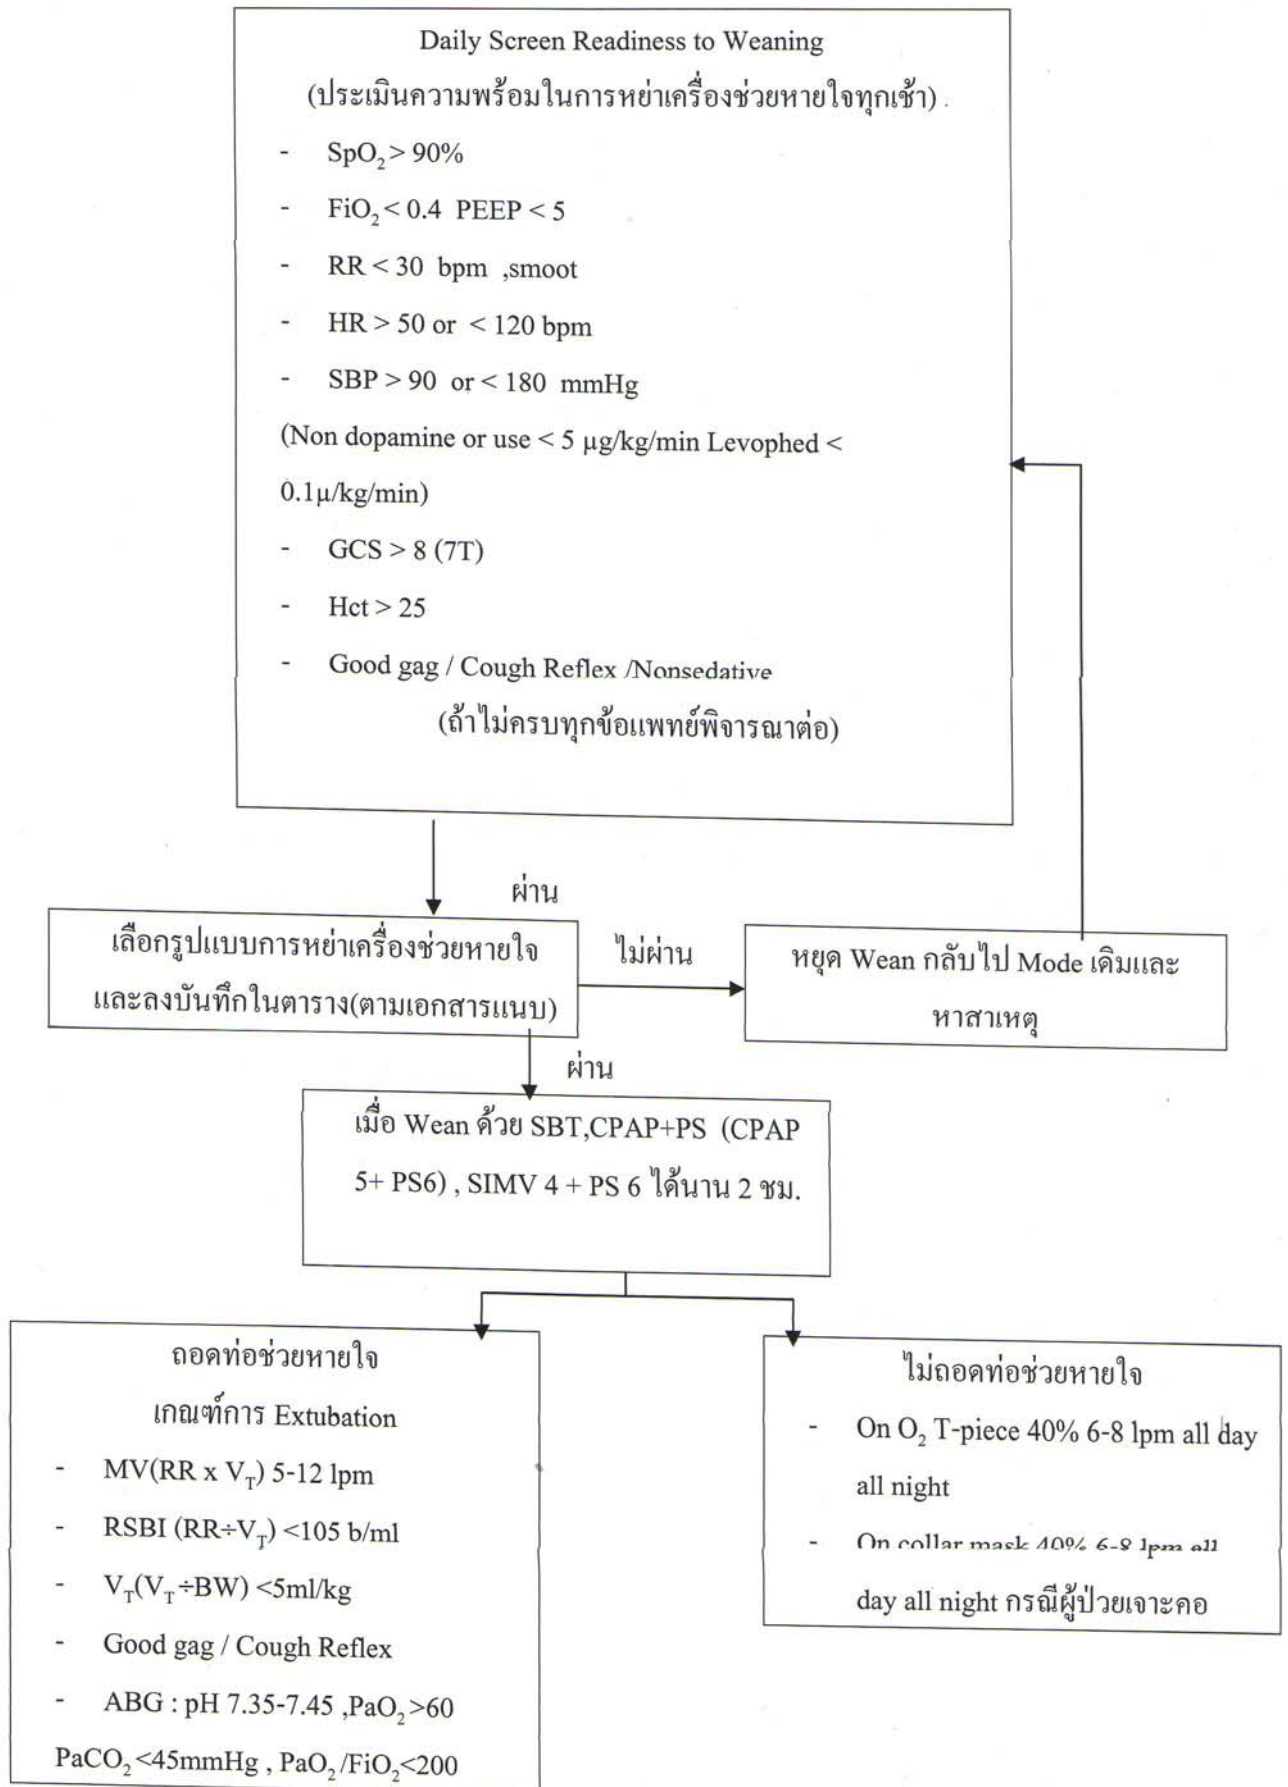 Daily Screen Readiness to Weaning
(ประเมินความพร้อมในการหย่าเครื่องช่วยหายใจทุกเช้า)
- SpO₂ > 90%
- FiO₂ < 0.4 PEEP < 5
- RR < 30 bpm ,smoot
- HR > 50 or < 120 bpm
- SBP > 90 or < 180 mmHg
(Non dopamine or use < 5 µg/kg/min Levophed <
0.1µ/kg/min)
- GCS > 8 (7T)
- Hct > 25
- Good gag / Cough Reflex /Nonsedative
(ถ้าไม่ครบทุกข้อแพทย์พิจารณาต่อ)
ผ่าน
เลือกรูปแบบการหย่าเครื่องช่วยหายใจ
และลงบันทึกในตาราง(ตามเอกสารแนบ)
ไม่ผ่าน
หยุด Wean กลับไป Mode เดิมและ
หาสาเหตุ
ผ่าน
เมื่อ Wean ด้วย SBT,CPAP+PS (CPAP
5+ PS6) , SIMV 4 + PS 6 ได้นาน 2 ชม.
ถอดท่อช่วยหายใจ
เกณฑ์การ Extubation
- MV(RR x V_T) 5-12 lpm
- RSBI (RR÷V_T) <105 b/ml
- V_T(V_T ÷BW) <5ml/kg
- Good gag / Cough Reflex
- ABG : pH 7.35-7.45 ,PaO₂ >60
PaCO₂ <45mmHg , PaO₂ /FiO₂<200
ไม่ถอดท่อช่วยหายใจ
- On O₂ T-piece 40% 6-8 lpm all day
all night
- On collar mask 40% 6-8 lpm all
day all night กรณีผู้ป่วยเจาะคอ